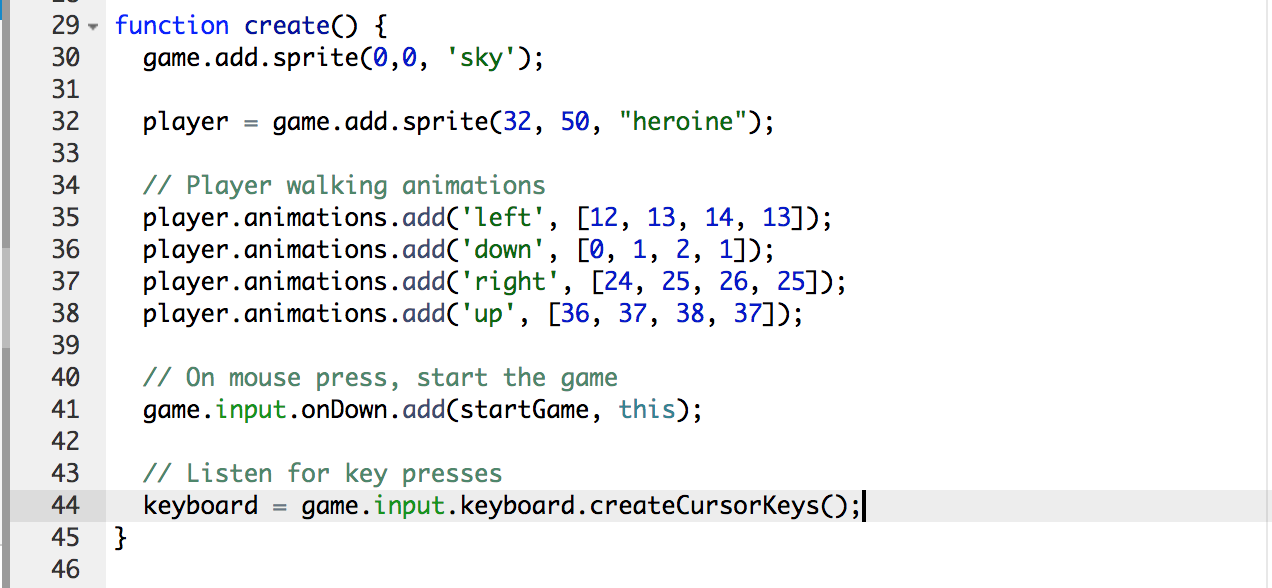 29 function create() {
30 game.add.sprite(0,0, 'sky');
31
32 player = game.add.sprite(32, 50, "heroine");
33
34 // Player walking animations
35 player.animations.add('left', [12, 13, 14, 13]);
36 player.animations.add('down', [0, 1, 2, 1]);
37 player.animations.add('right', [24, 25, 26, 25]);
38 player.animations.add('up', [36, 37, 38, 37]);
39
40 // On mouse press, start the game
41 game.input.onDown.add(startGame, this);
42
43 // Listen for key presses
44 keyboard = game.input.keyboard.createCursorKeys();
45 }
46